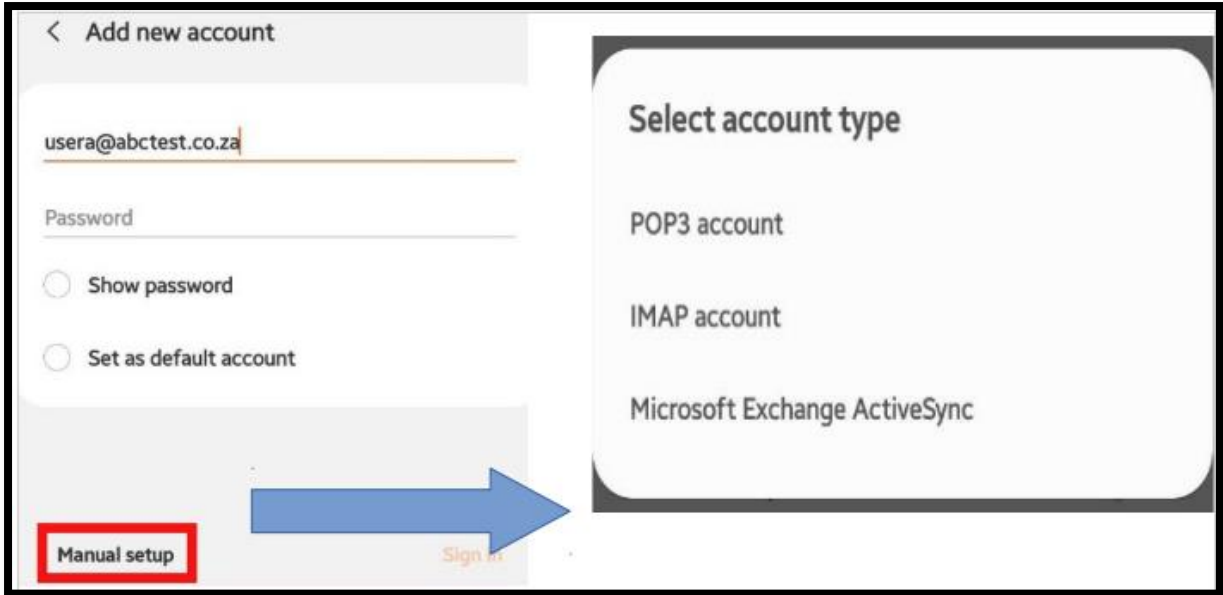 Add new account
usera@abctest.co.za
Password
Show password
Set as default account
Manual setup
Sign in
Select account type
POP3 account
IMAP account
Microsoft Exchange ActiveSync